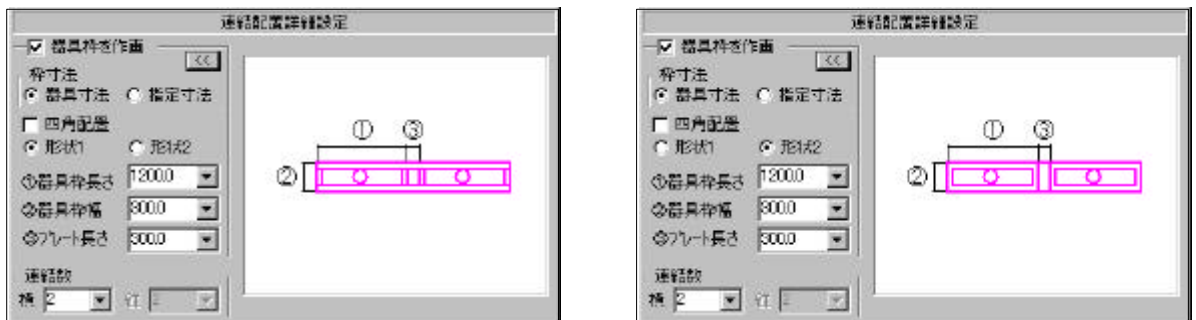 連結配置詳細設定
器具枠を作画
<<
枠寸法
器具寸法 指定寸法
四角配置
形状1 形状2
①器具枠長さ 1200.0
②器具枠幅 300.0
③プレート長さ 300.0
連結数
横 2 縦 2
① ③
②
連結配置詳細設定
器具枠を作画
<<
枠寸法
器具寸法 指定寸法
四角配置
形状1 形状2
①器具枠長さ 1200.0
②器具枠幅 300.0
③プレート長さ 300.0
連結数
横 2 縦 2
① ③
②